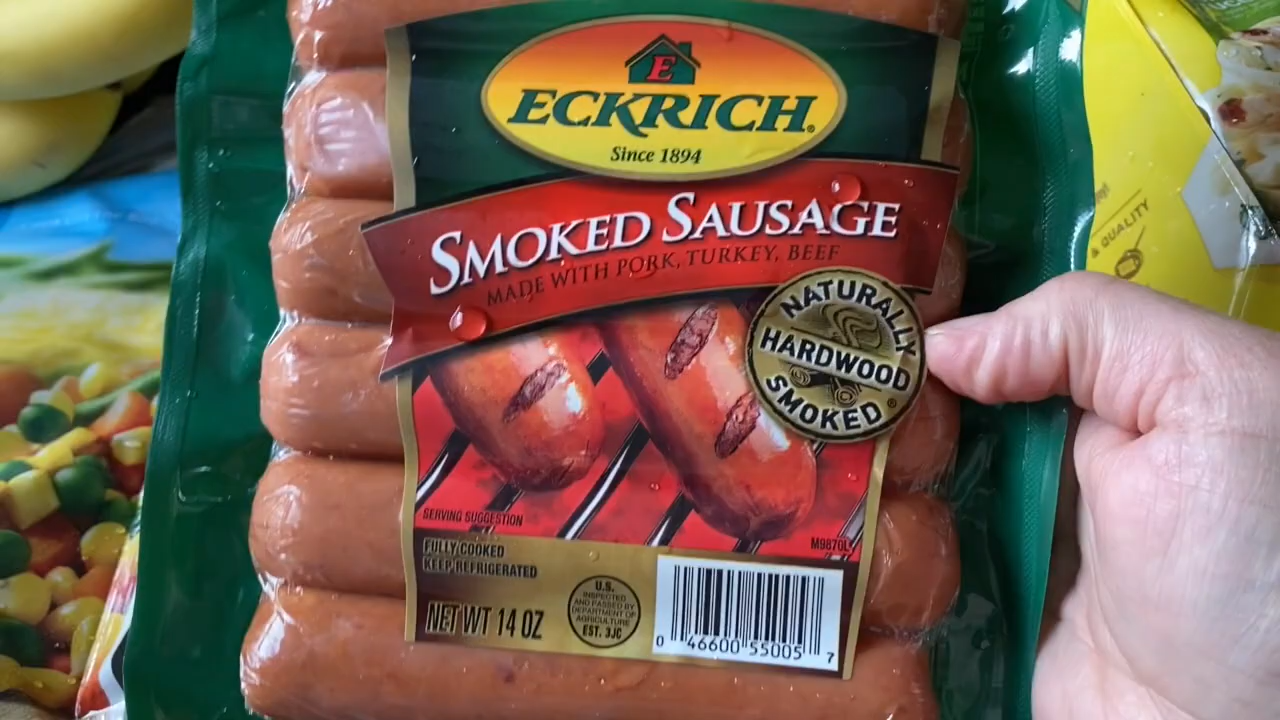 E
ECKRICH®
Since 1894
SMOKED SAUSAGE
MADE WITH PORK, TURKEY, BEEF
NATURALLY
HARDWOOD
SMOKED®
& QUALITY
SERVING SUGGESTION
M9870L
FULLY COOKED
KEEP REFRIGERATED
NET WT 14 OZ
U.S.
INSPECTED
AND PASSED BY
DEPARTMENT OF
AGRICULTURE
EST. 3JC
0 46600 55005 7